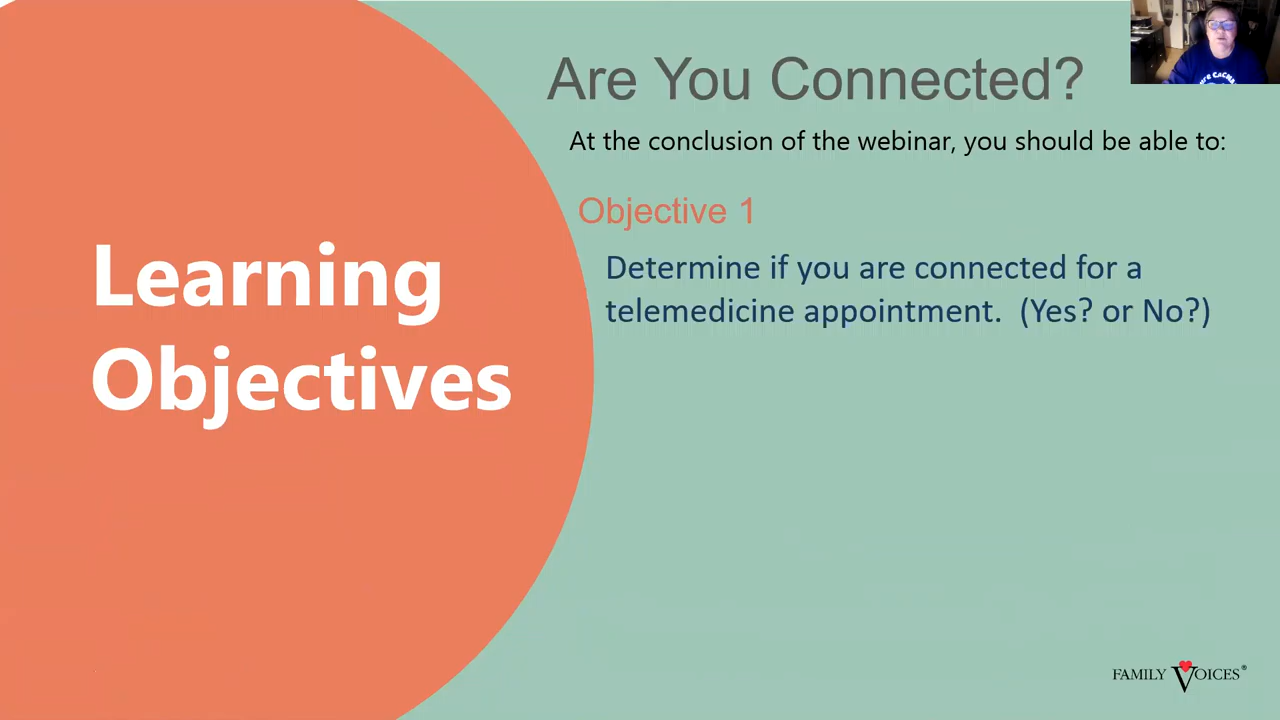 Are You Connected?
At the conclusion of the webinar, you should be able to:
Objective 1
Determine if you are connected for a
telemedicine appointment.  (Yes? or No?)
Learning
Objectives
FAMILY VOICES®